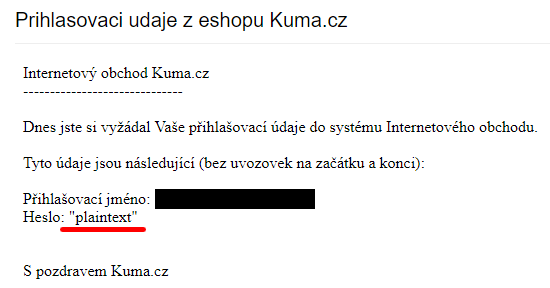 Prihlasovaci udaje z eshopu Kuma.cz
Internetový obchod Kuma.cz
------------------------------
Dnes jste si vyžádal Vaše přihlašovací údaje do systému Internetového obchodu.
Tyto údaje jsou následující (bez uvozovek na začátku a konci):
Přihlašovací jméno:
Heslo: "plaintext"
S pozdravem Kuma.cz